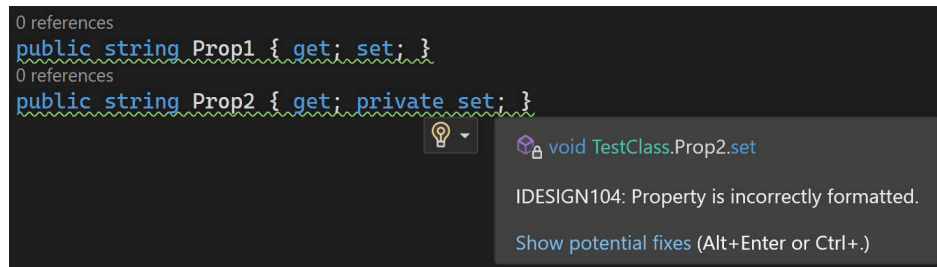 0 references
public string Prop1 { get; set; }
0 references
public string Prop2 { get; private set; }
void TestClass.Prop2.set
IDESIGN104: Property is incorrectly formatted.
Show potential fixes (Alt+Enter or Ctrl+.)